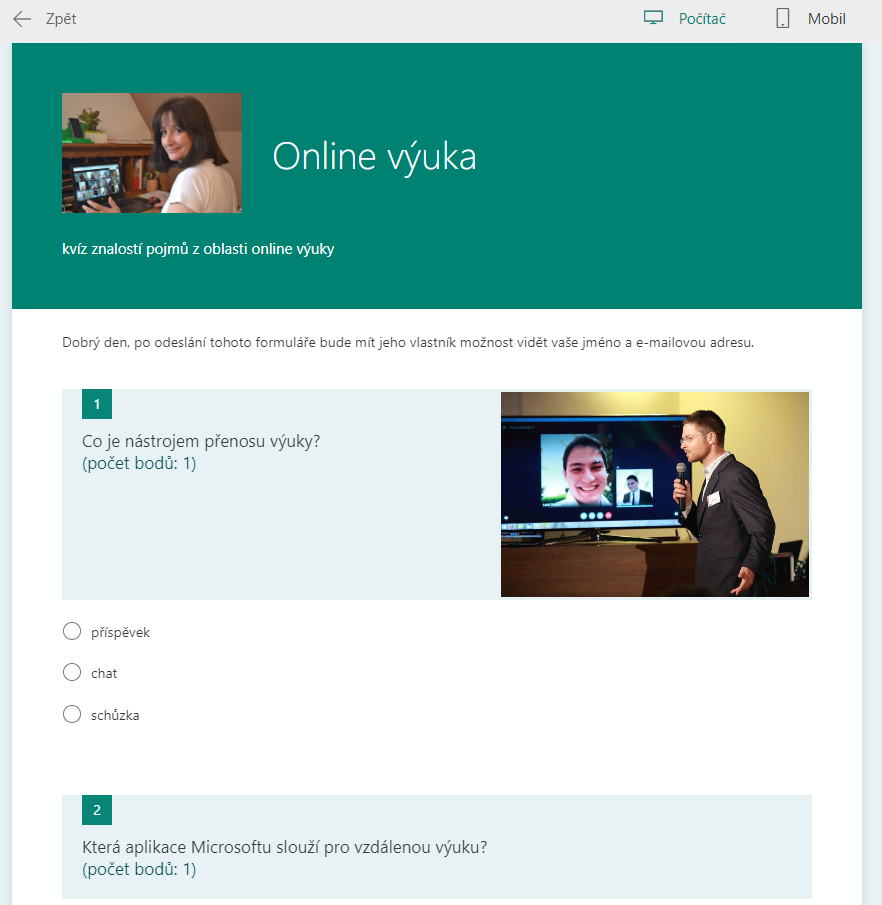 Zpět
Počítač
Mobil
Online výuka
kvíz znalostí pojmů z oblasti online výuky
Dobrý den, po odeslání tohoto formuláře bude mít jeho vlastník možnost vidět vaše jméno a e-mailovou adresu.
1
Co je nástrojem přenosu výuky?
(počet bodů: 1)
příspěvek
chat
schůzka
2
Která aplikace Microsoftu slouží pro vzdálenou výuku?
(počet bodů: 1)